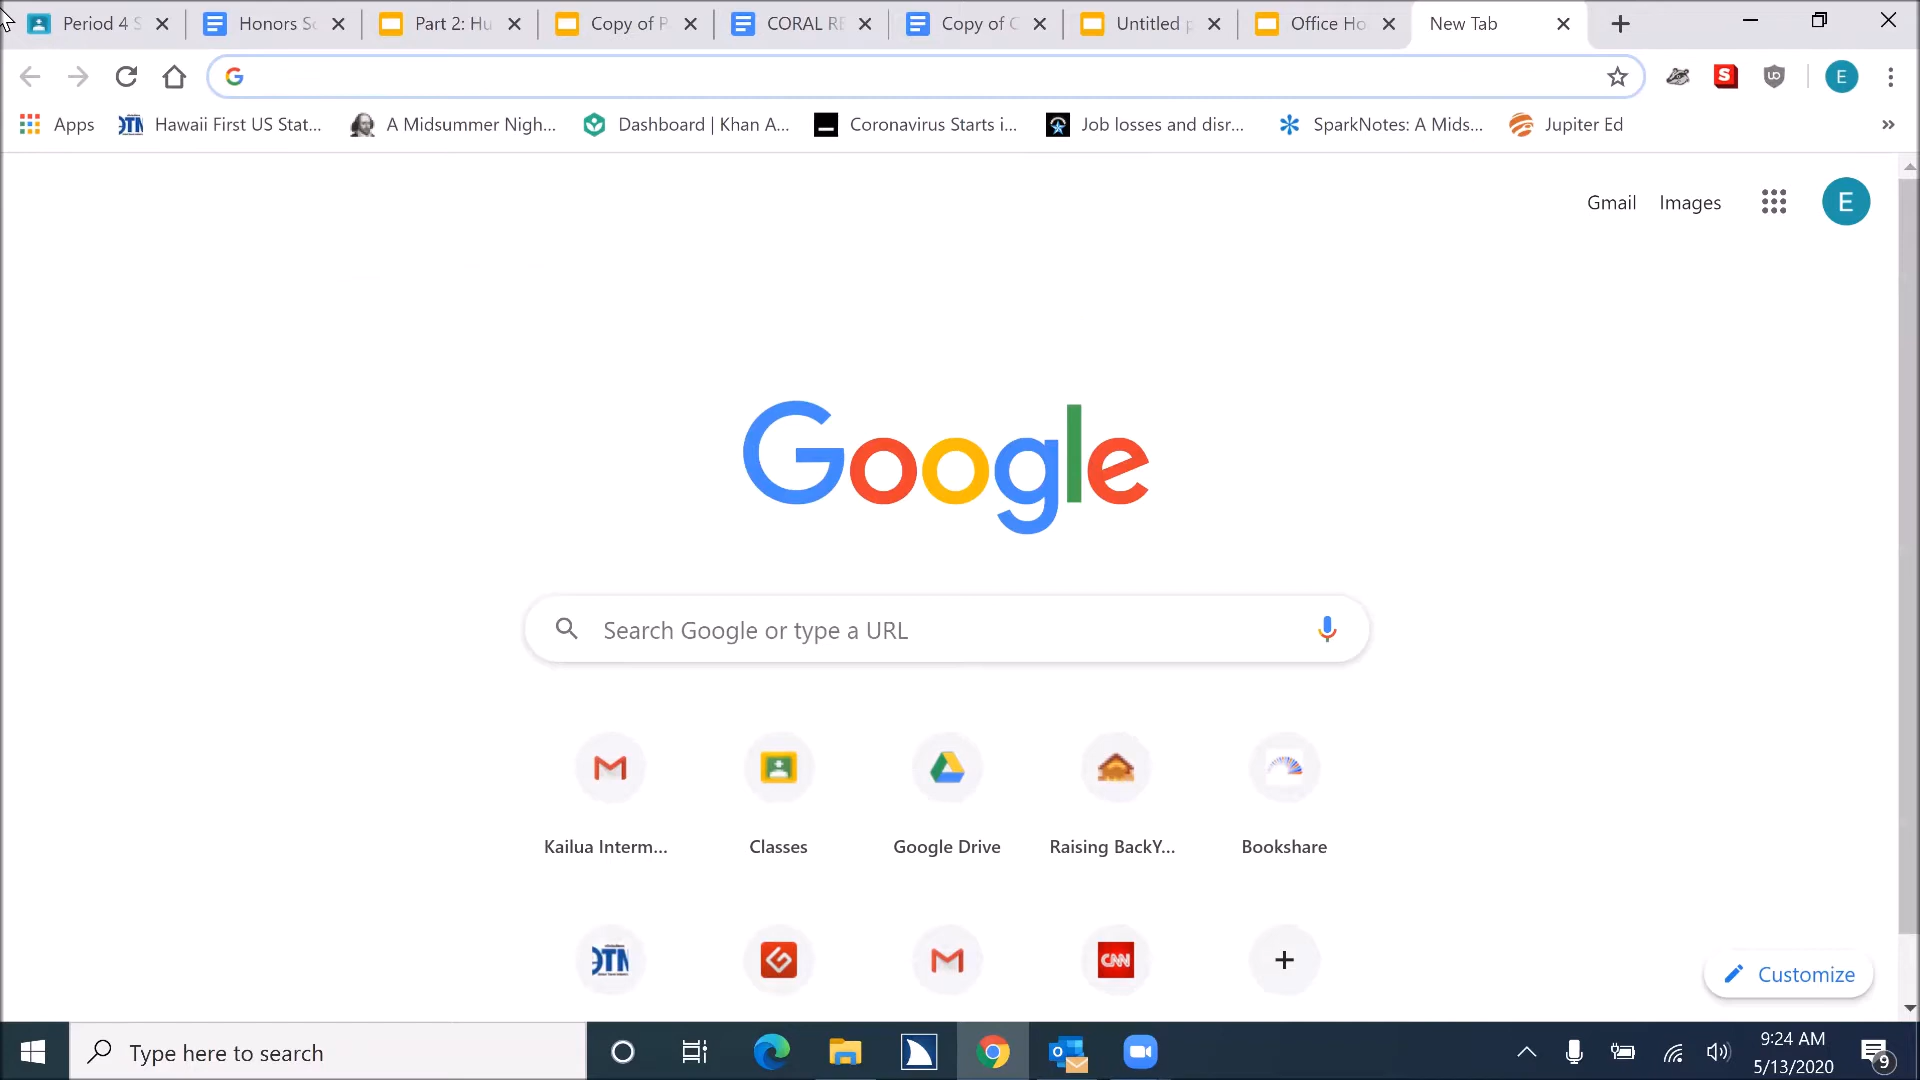 Period 4 S
Honors Sc
Part 2: Hu
Copy of P
CORAL RE
Copy of C
Untitled p
Office Ho
New Tab
E
Apps
Hawaii First US Stat...
A Midsummer Nigh...
Dashboard | Khan A...
Coronavirus Starts i...
Job losses and disr...
SparkNotes: A Mids...
Jupiter Ed
»
Gmail
Images
E
Google
Search Google or type a URL
Kailua Interm...
Classes
Google Drive
Raising BackY...
Bookshare
CNN
Customize
Type here to search
9:24 AM
5/13/2020
9